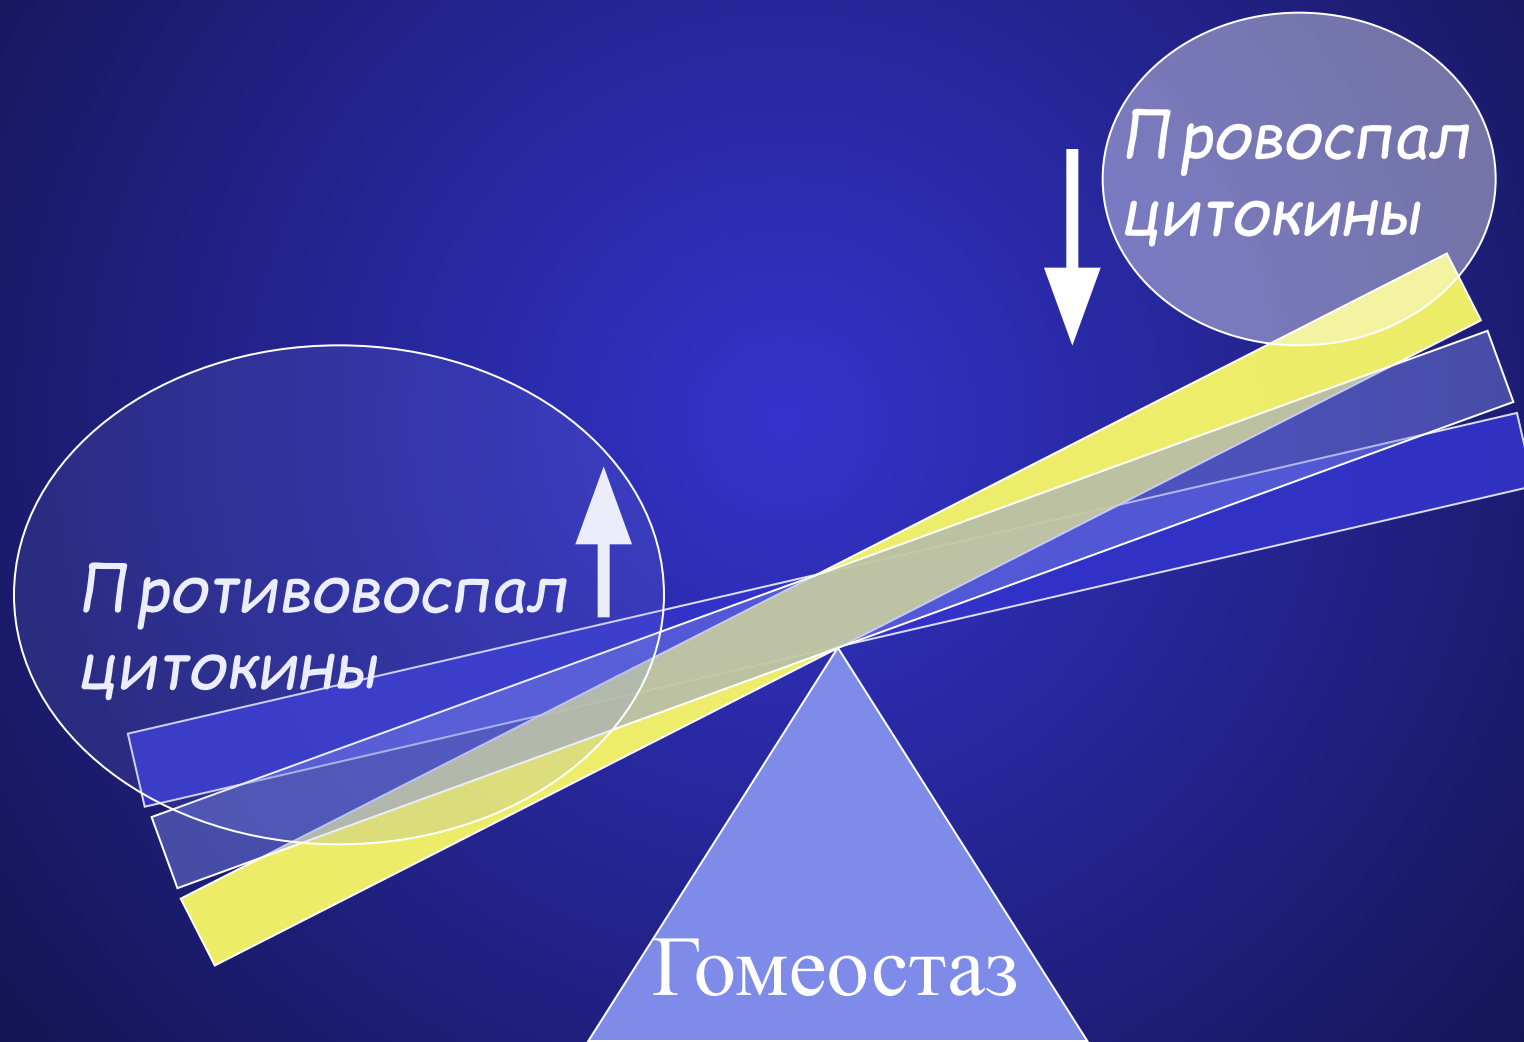 Провоспал
цитокины
Противовоспал
цитокины
Гомеостаз